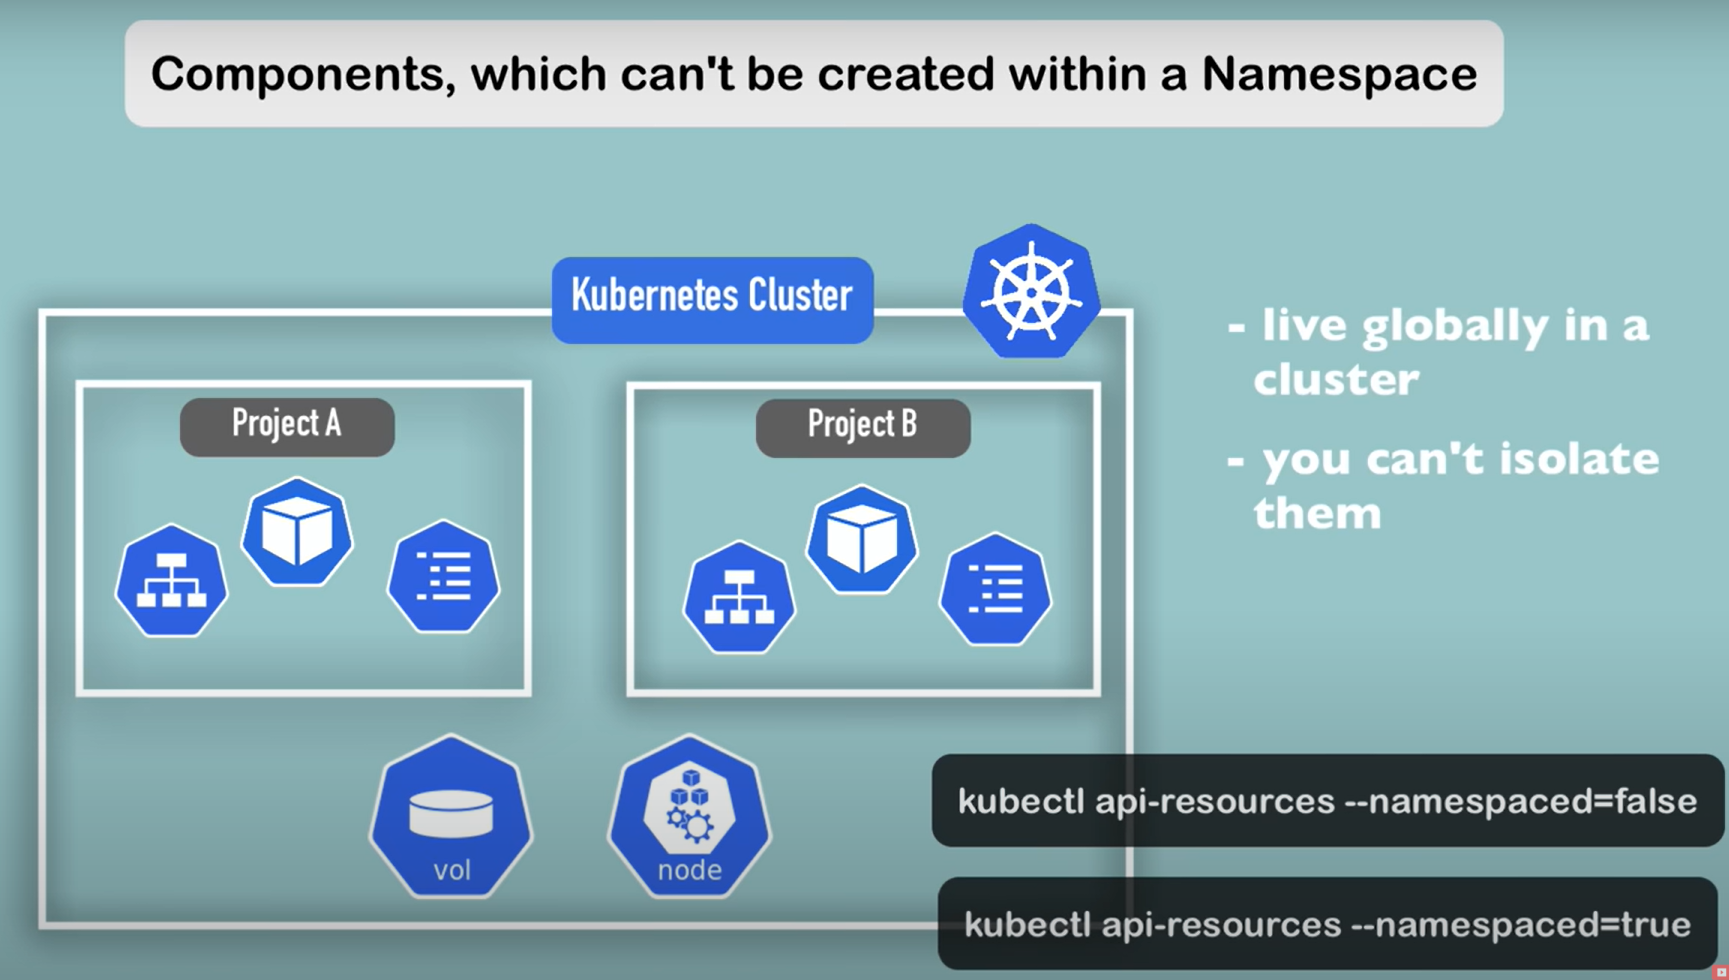 Components, which can't be created within a Namespace
Kubernetes Cluster
- live globally in a
cluster
- you can't isolate
them
Project A
Project B
vol
node
kubectl api-resources --namespaced=false
kubectl api-resources --namespaced=true